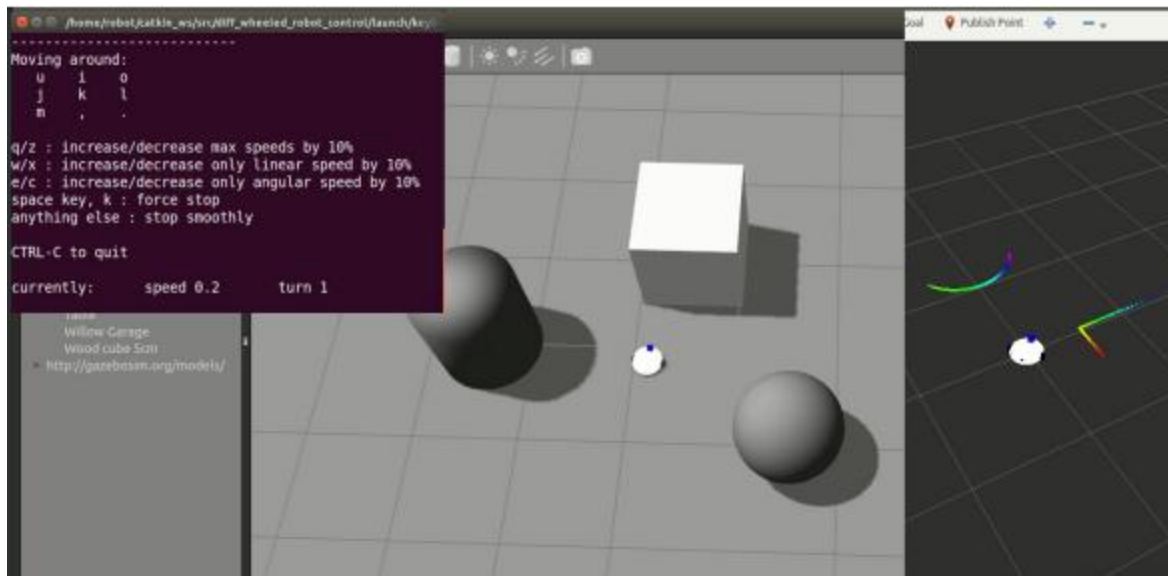 /home/robot/catkin_ws/src/diff_wheeled_robot_control/launch/key
---------------------------
Moving around:
u i o
j k l
m , .
q/z : increase/decrease max speeds by 10%
w/x : increase/decrease only linear speed by 10%
e/c : increase/decrease only angular speed by 10%
space key, k : force stop
anything else : stop smoothly
CTRL-C to quit
currently: speed 0.2 turn 1
Table
Willow Garage
Wood cube 5cm
http://gazebosim.org/models/
Goal
Publish Point